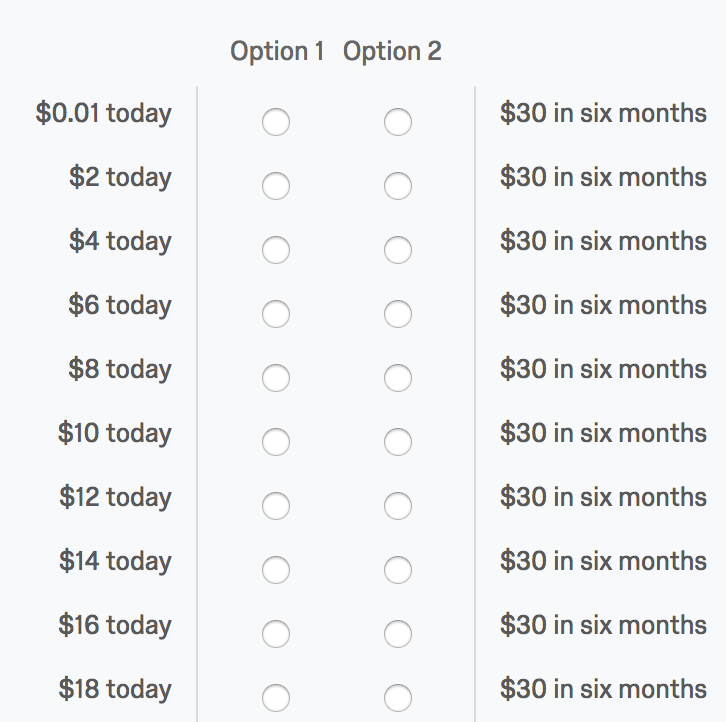 Option 1 Option 2
$0.01 today $30 in six months
$2 today $30 in six months
$4 today $30 in six months
$6 today $30 in six months
$8 today $30 in six months
$10 today $30 in six months
$12 today $30 in six months
$14 today $30 in six months
$16 today $30 in six months
$18 today $30 in six months